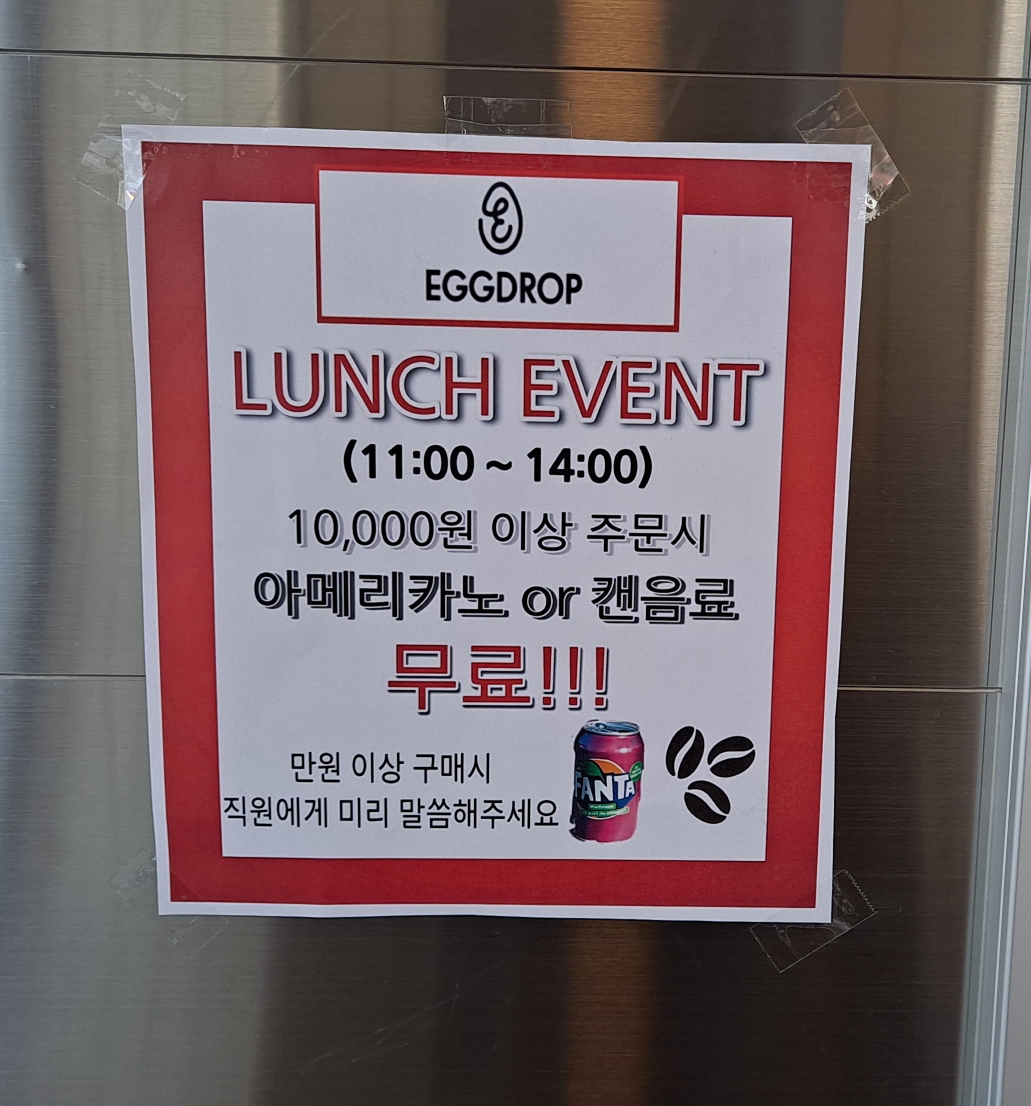 EGGDROP
LUNCH EVENT
(11:00 ~ 14:00)
10,000원 이상 주문시
아메리카노 or 캔음료
무료!!!
만원 이상 구매시
직원에게 미리 말씀해주세요
FANTA